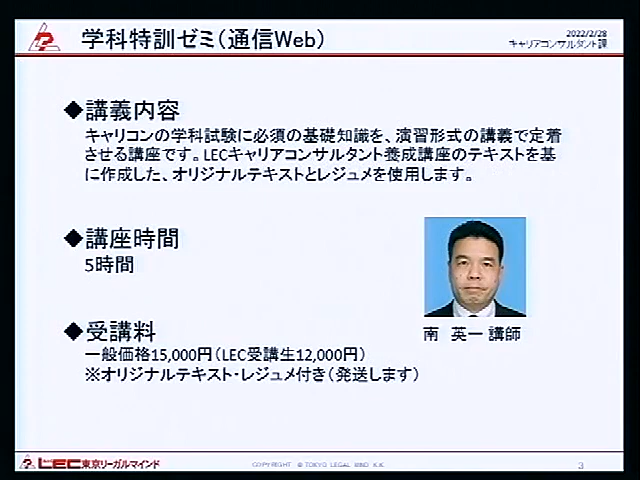 学科特訓ゼミ（通信Web）
2022/2/28
キャリアコンサルタント課
◆講義内容
キャリコンの学科試験に必須の基礎知識を、演習形式の講義で定着
させる講座です。LECキャリアコンサルタント養成講座のテキストを基
に作成した、オリジナルテキストとレジュメを使用します。
◆講座時間
5時間
南　英一 講師
◆受講料
一般価格15,000円（LEC受講生12,000円）
※オリジナルテキスト・レジュメ付き（発送します）
LEC東京リーガルマインド
COPYRIGHT © TOKYO LEGAL MIND K.K
3